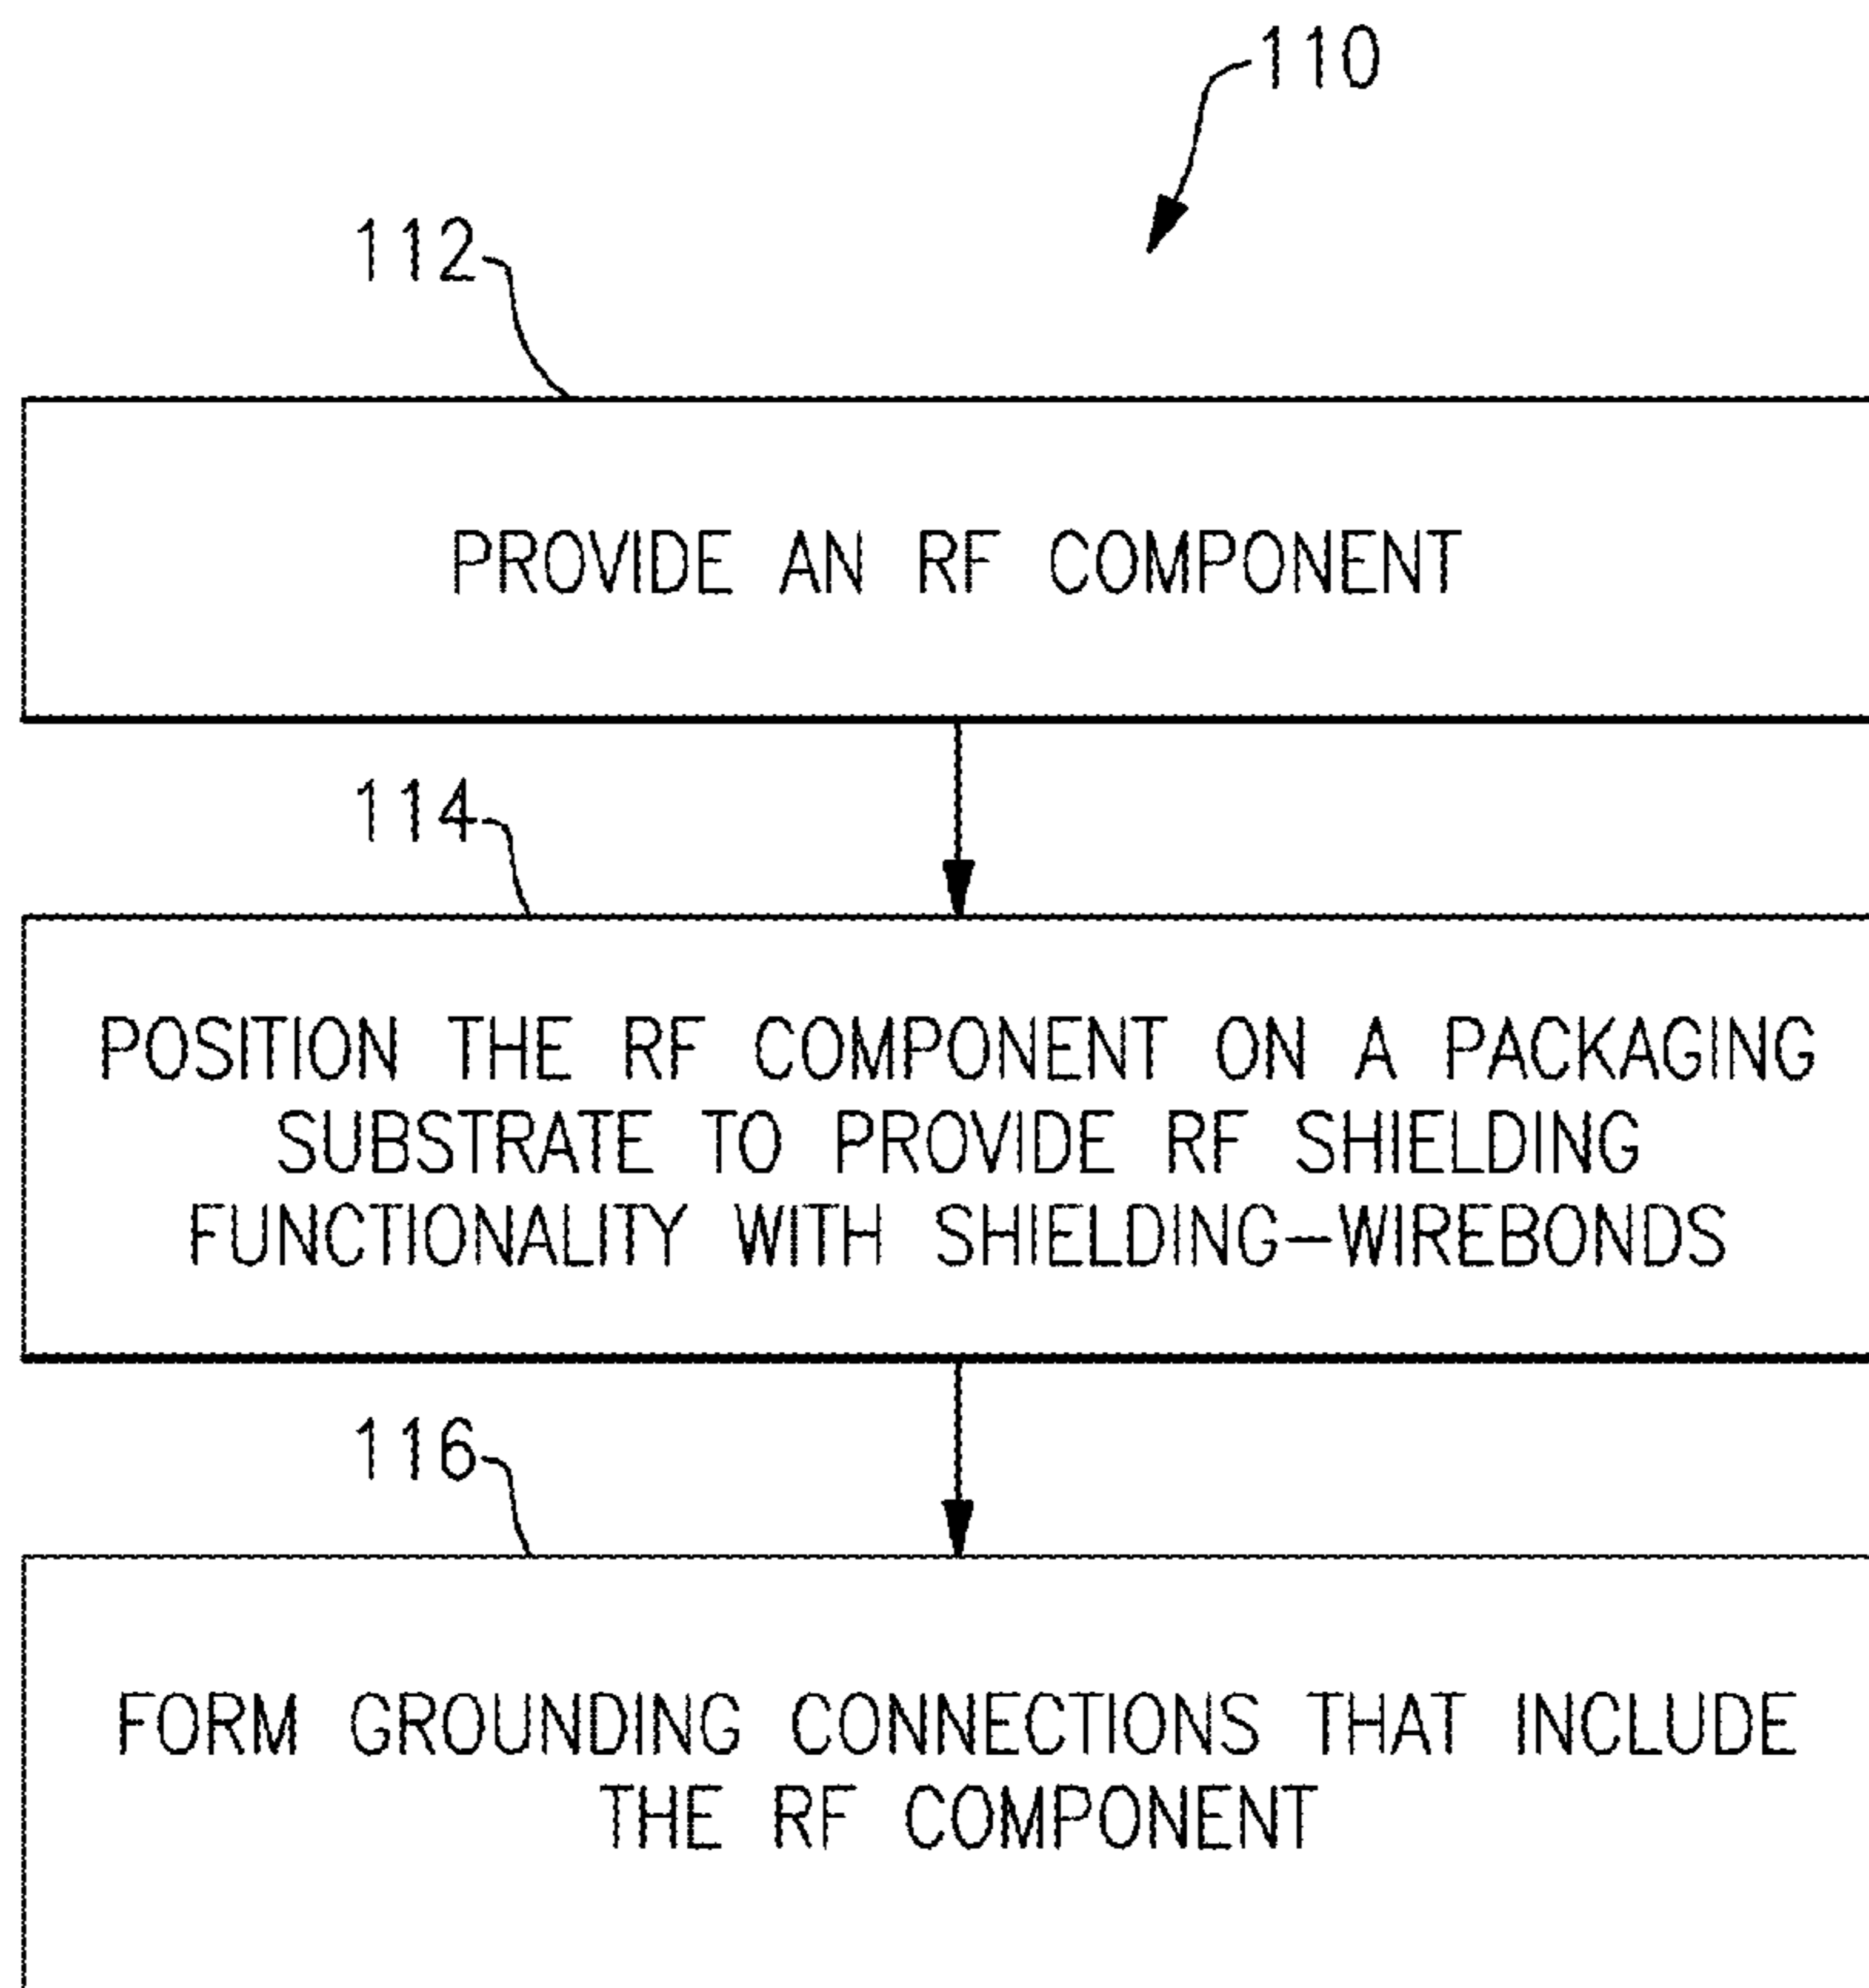 110
112
PROVIDE AN RF COMPONENT
114
POSITION THE RF COMPONENT ON A PACKAGING
SUBSTRATE TO PROVIDE RF SHIELDING
FUNCTIONALITY WITH SHIELDING-WIREBONDS
116
FORM GROUNDING CONNECTIONS THAT INCLUDE
THE RF COMPONENT